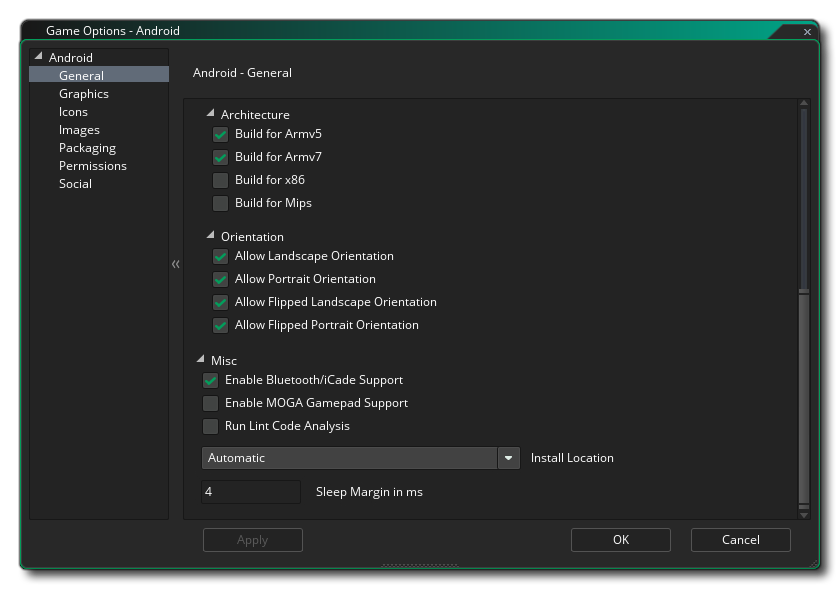 Game Options - Android
Android
General
Graphics
Icons
Images
Packaging
Permissions
Social
Android - General
Architecture
Build for Armv5
Build for Armv7
Build for x86
Build for Mips
Orientation
Allow Landscape Orientation
Allow Portrait Orientation
Allow Flipped Landscape Orientation
Allow Flipped Portrait Orientation
Misc
Enable Bluetooth/iCade Support
Enable MOGA Gamepad Support
Run Lint Code Analysis
Automatic Install Location
4 Sleep Margin in ms
Apply OK Cancel